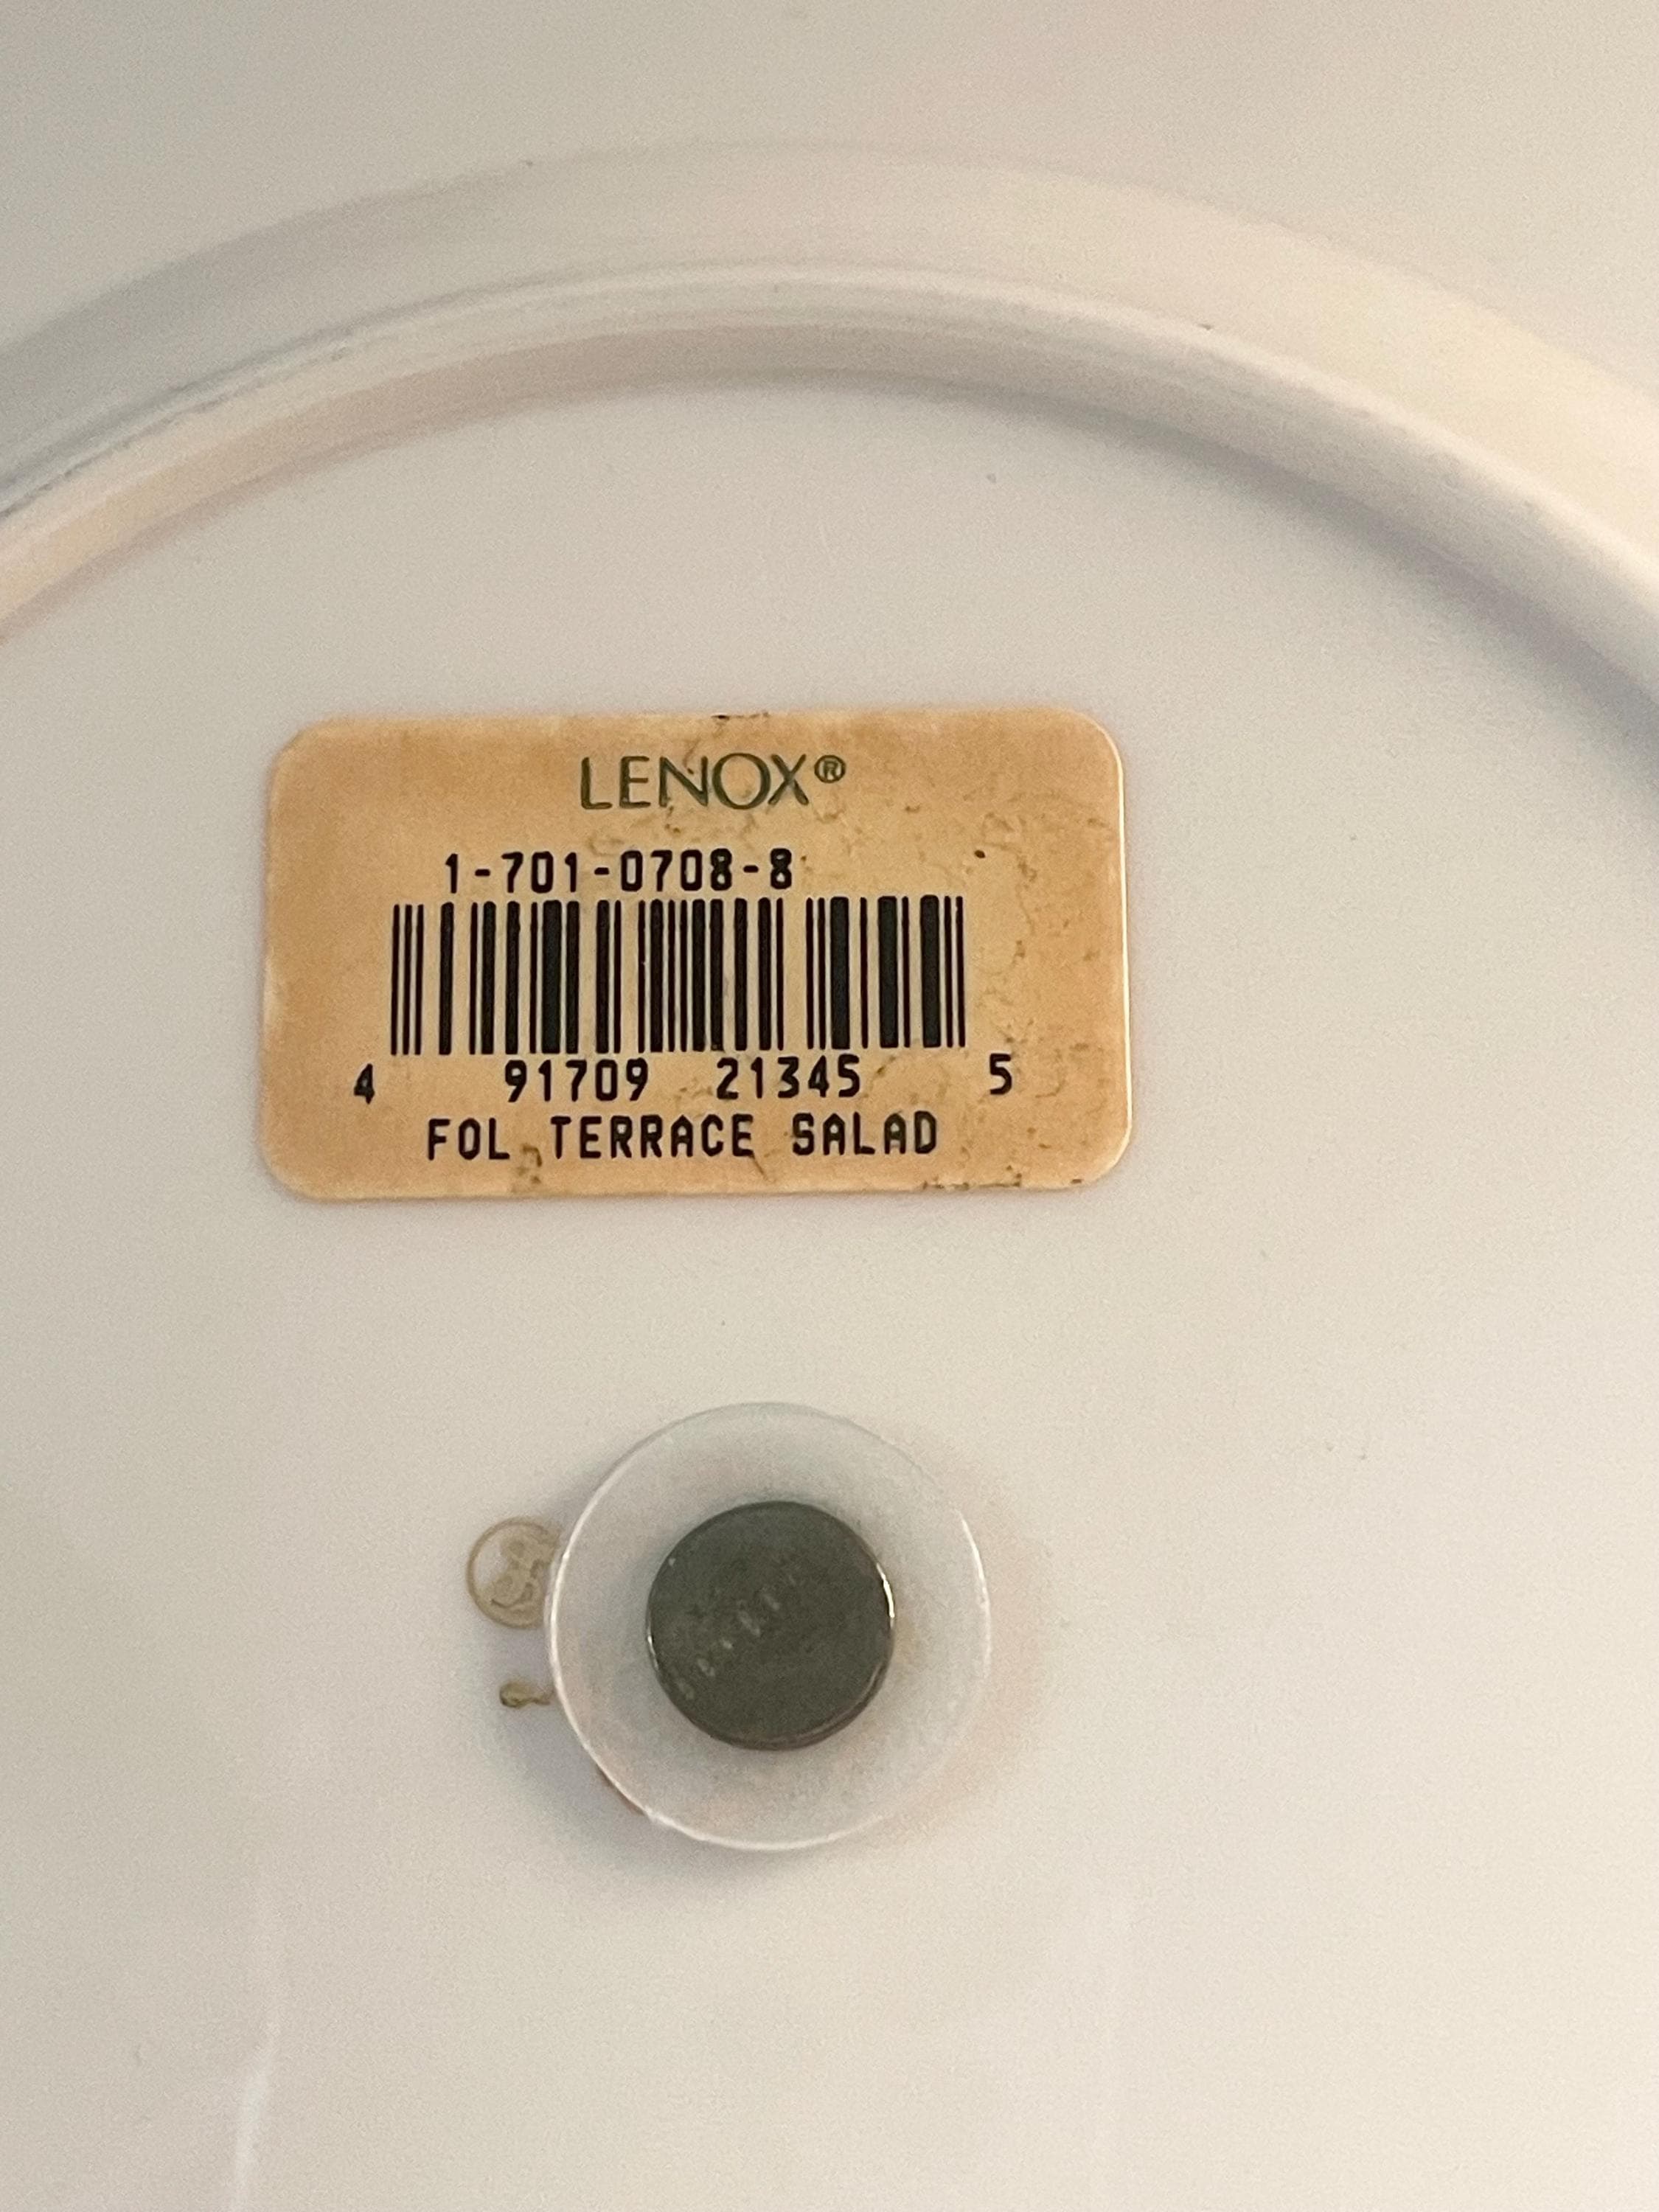 LENOX®
1-701-0708-8
4 91709 21345 5
FOL TERRACE SALAD